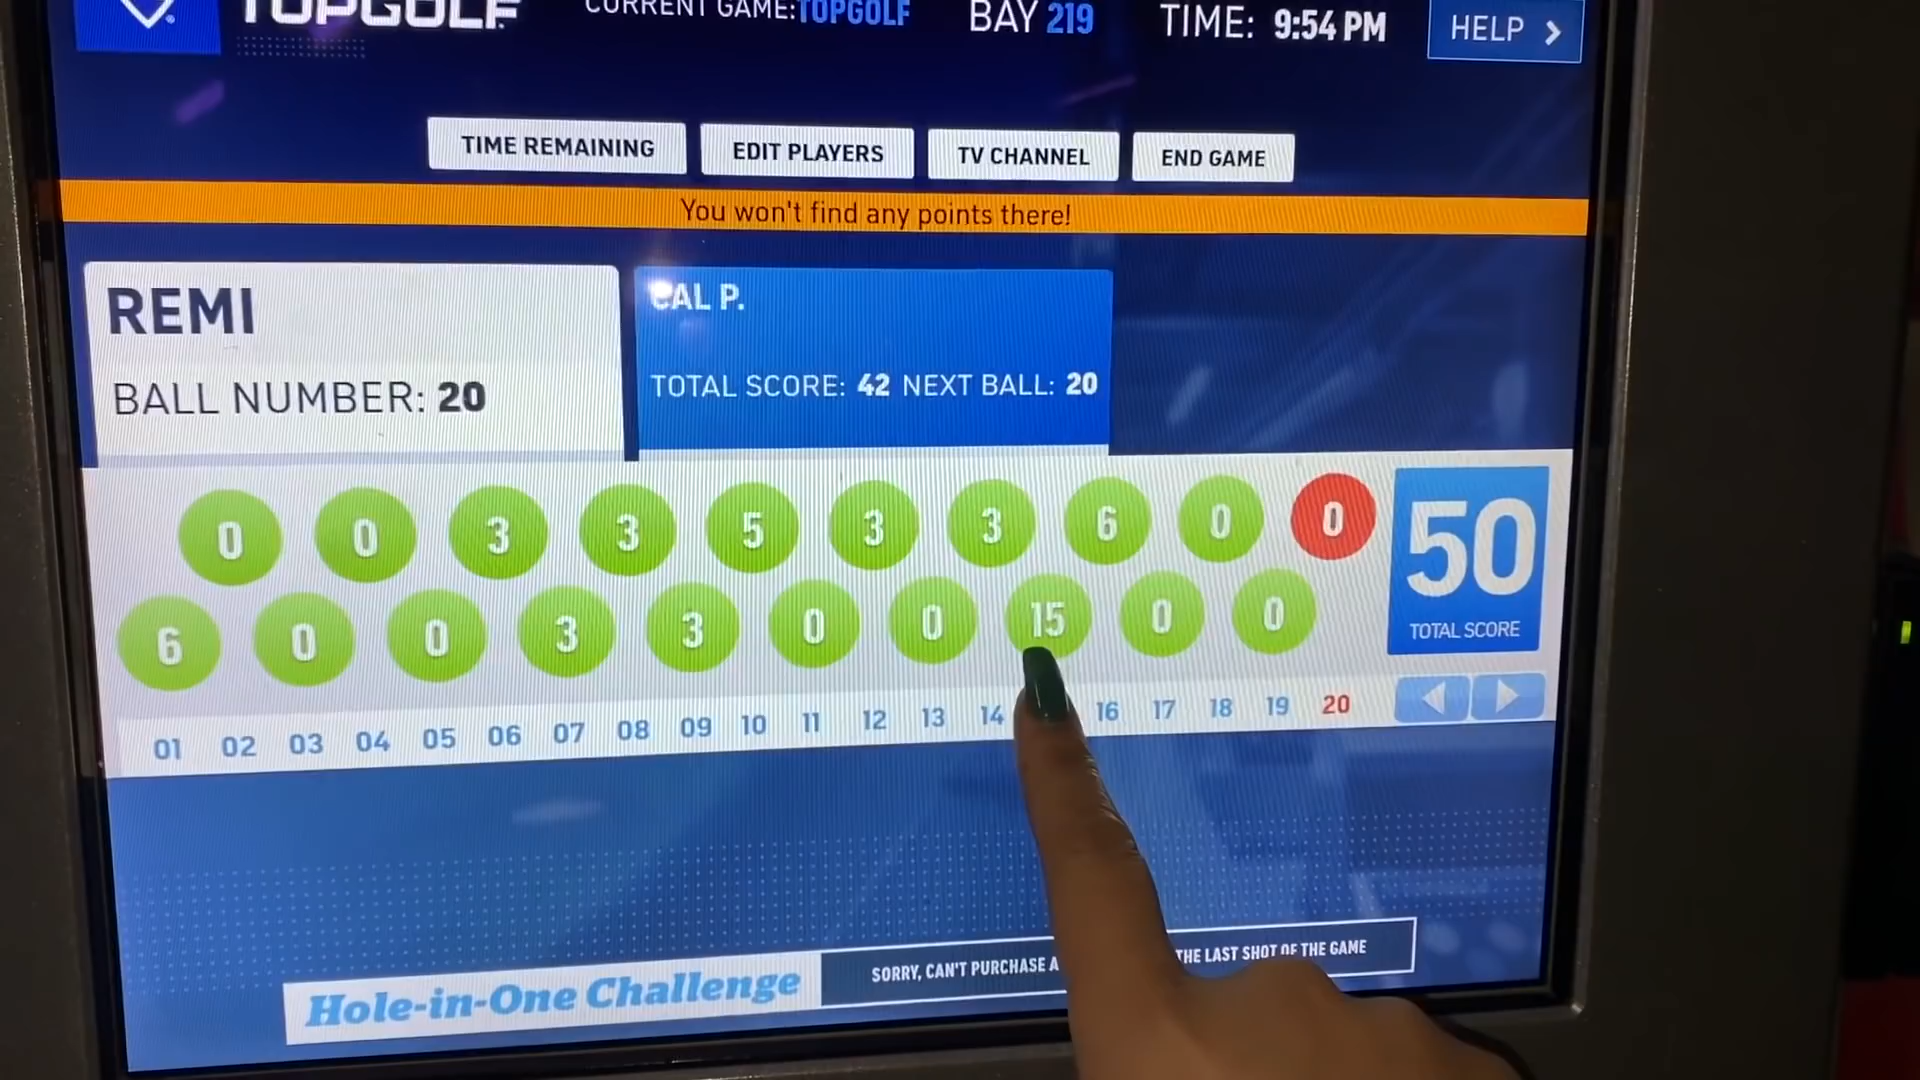 TOPGOLF
CURRENT GAME:TOPGOLF
BAY 219
TIME: 9:54 PM
HELP >
TIME REMAINING
EDIT PLAYERS
TV CHANNEL
END GAME
You won't find any points there!
REMI
BALL NUMBER: 20
CAL P.
TOTAL SCORE: 42 NEXT BALL: 20
0 0 3 3 5 3 3 6 0 0
6 0 0 3 3 0 0 15 0 0
50
TOTAL SCORE
01 02 03 04 05 06 07 08 09 10 11 12 13 14 16 17 18 19 20
Hole-in-One Challenge
SORRY, CAN'T PURCHASE A THE LAST SHOT OF THE GAME